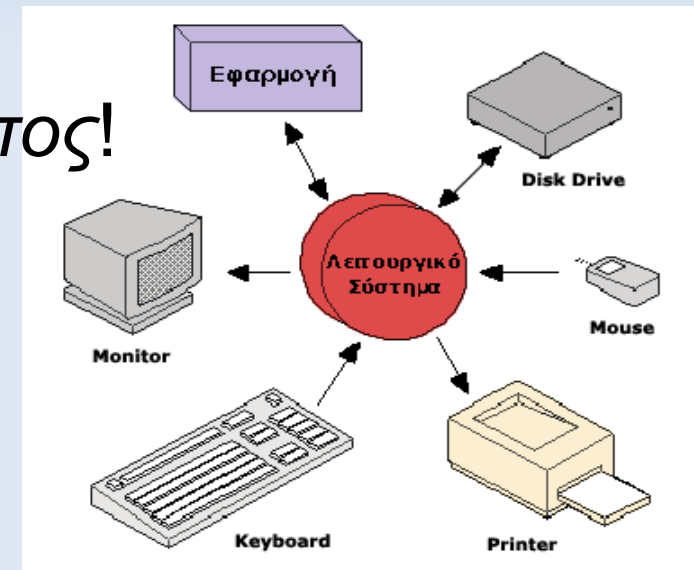 Εφαρμογή
τος!
Disk Drive
Λειτουργικό
Σύστημα
Monitor
Mouse
Keyboard
Printer